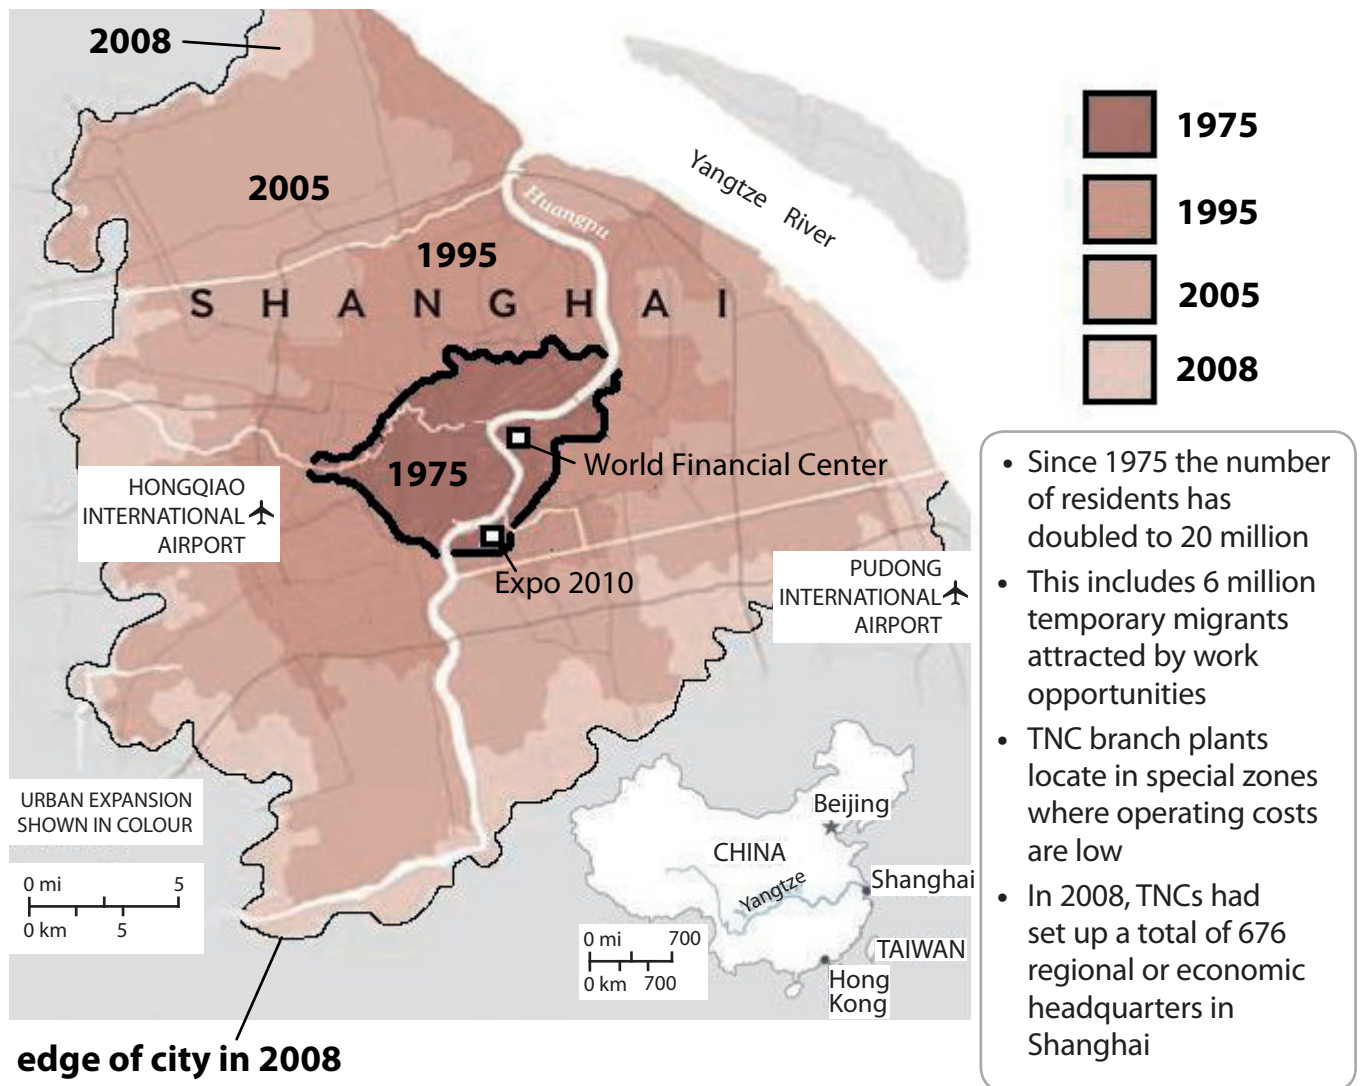 2008
2005
1995
SHANGHAI
Huangpu
Yangtze River
1975
World Financial Center
Expo 2010
HONGQIAO
INTERNATIONAL
AIRPORT
PUDONG
INTERNATIONAL
AIRPORT
URBAN EXPANSION
SHOWN IN COLOUR
0 mi 5
0 km 5
edge of city in 2008
Beijing
CHINA
Yangtze
Shanghai
TAIWAN
Hong
Kong
0 mi 700
0 km 700
1975
1995
2005
2008
• Since 1975 the number
of residents has
doubled to 20 million
• This includes 6 million
temporary migrants
attracted by work
opportunities
• TNC branch plants
locate in special zones
where operating costs
are low
• In 2008, TNCs had
set up a total of 676
regional or economic
headquarters in
Shanghai